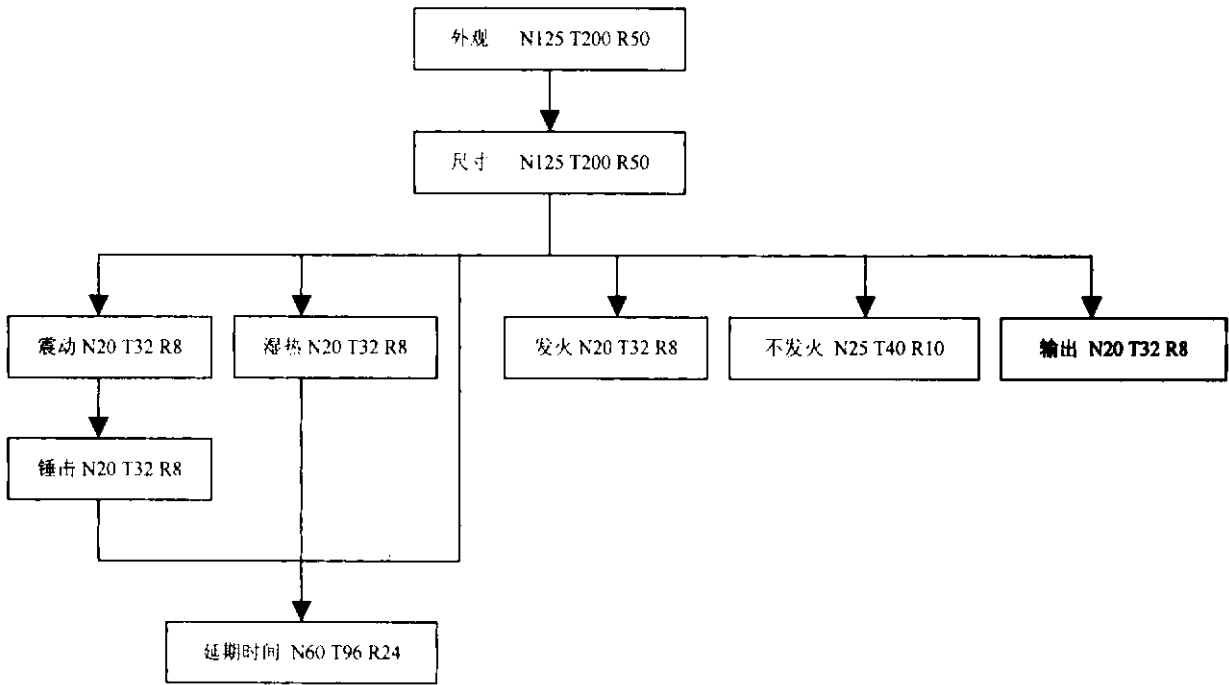 外观 N125 T200 R50
尺寸 N125 T200 R50
震动 N20 T32 R8
湿热 N20 T32 R8
发火 N20 T32 R8
不发火 N25 T40 R10
输出 N20 T32 R8
锤击 N20 T32 R8
延期时间 N60 T96 R24